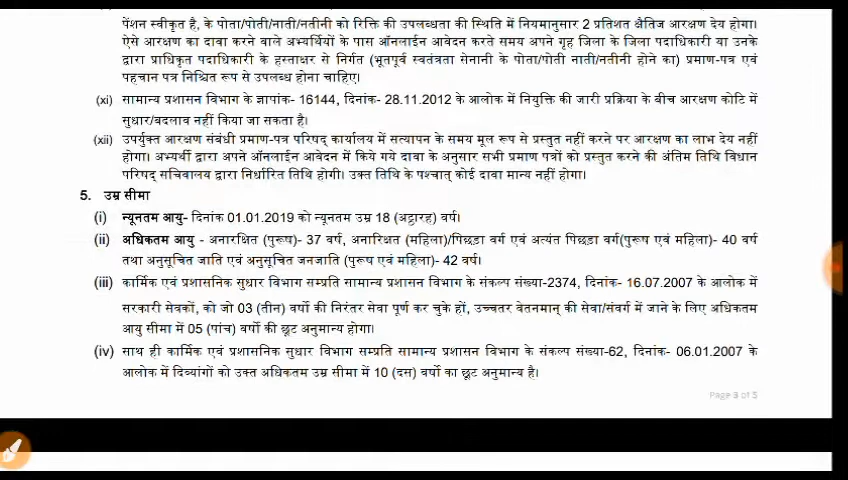 पेंशन स्वीकृत है, के पोता/पोती/नाती/नतीनी को रिक्ति की उपलब्धता की स्थिति में नियमानुसार 2 प्रतिशत क्षैतिज आरक्षण देय होगा।
ऐसे आरक्षण का दावा करने वाले अभ्यर्थियों के पास ऑनलाईन आवेदन करते समय अपने गृह जिला के जिला पदाधिकारी या उनके
द्वारा प्राधिकृत पदाधिकारी के हस्ताक्षर से निर्गत (भूतपूर्व स्वतंत्रता सेनानी के पोता/पोती नाती/नतीनी होने का) प्रमाण-पत्र एवं
पहचान पत्र निश्चित रूप से उपलब्ध होना चाहिए।
(xi) सामान्य प्रशासन विभाग के ज्ञापांक- 16144, दिनांक- 28.11.2012 के आलोक में नियुक्ति की जारी प्रक्रिया के बीच आरक्षण कोटि में
सुधार/बदलाव नहीं किया जा सकता है।
(xii) उपर्युक्त आरक्षण संबंधी प्रमाण-पत्र परिषद् कार्यालय में सत्यापन के समय मूल रूप से प्रस्तुत नहीं करने पर आरक्षण का लाभ देय नहीं
होगा। अभ्यर्थी द्वारा अपने ऑनलाईन आवेदन में किये गये दावा के अनुसार सभी प्रमाण पत्रों को प्रस्तुत करने की अंतिम तिथि विधान
परिषद् सचिवालय द्वारा निर्धारित तिथि होगी। उक्त तिथि के पश्चात् कोई दावा मान्य नहीं होगा।
5. उम्र सीमा
(i) न्यूनतम आयु- दिनांक 01.01.2019 को न्यूनतम उम्र 18 (अट्ठारह) वर्ष।
(ii) अधिकतम आयु - अनारक्षित (पुरूष)- 37 वर्ष, अनारिक्षत (महिला)/पिछड़ा वर्ग एवं अत्यंत पिछड़ा वर्ग(पुरूष एवं महिला)- 40 वर्ष
तथा अनुसूचित जाति एवं अनुसूचित जनजाति (पुरूष एवं महिला)- 42 वर्ष।
(iii) कार्मिक एवं प्रशासनिक सुधार विभाग सम्प्रति सामान्य प्रशासन विभाग के संकल्प संख्या-2374, दिनांक- 16.07.2007 के आलोक में
सरकारी सेवकों, को जो 03 (तीन) वर्षो की निरंतर सेवा पूर्ण कर चुके हों, उच्चतर वेतनमान् की सेवा/संवर्ग में जाने के लिए अधिकतम
आयु सीमा में 05 (पांच) वर्षो की छूट अनुमान्य होगा।
(iv) साथ ही कार्मिक एवं प्रशासनिक सुधार विभाग सम्प्रति सामान्य प्रशासन विभाग के संकल्प संख्या-62, दिनांक- 06.01.2007 के
आलोक में दिव्यांगों को उक्त अधिकतम उम्र सीमा में 10 (दस) वर्षो का छूट अनुमान्य है।
Page 3 of 5